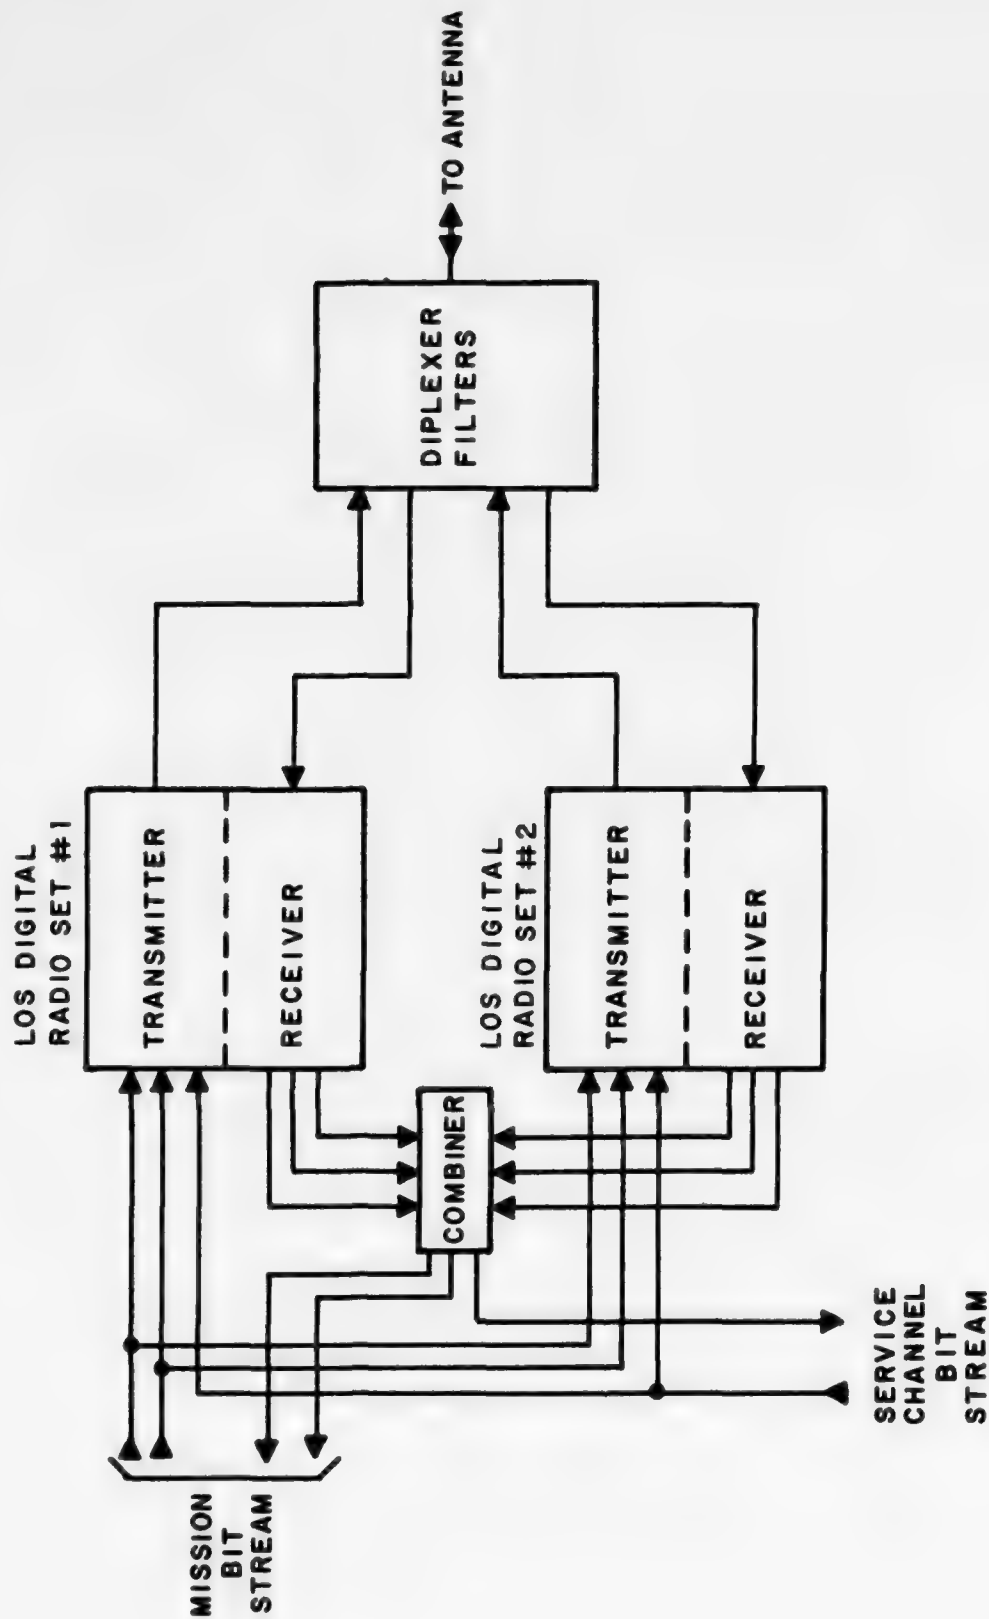 LOS DIGITAL
RADIO SET #1
TRANSMITTER
RECEIVER
COMBINER
MISSION
BIT
STREAM
LOS DIGITAL
RADIO SET #2
TRANSMITTER
RECEIVER
SERVICE
CHANNEL
BIT
STREAM
DIPLEXER
FILTERS
TO ANTENNA